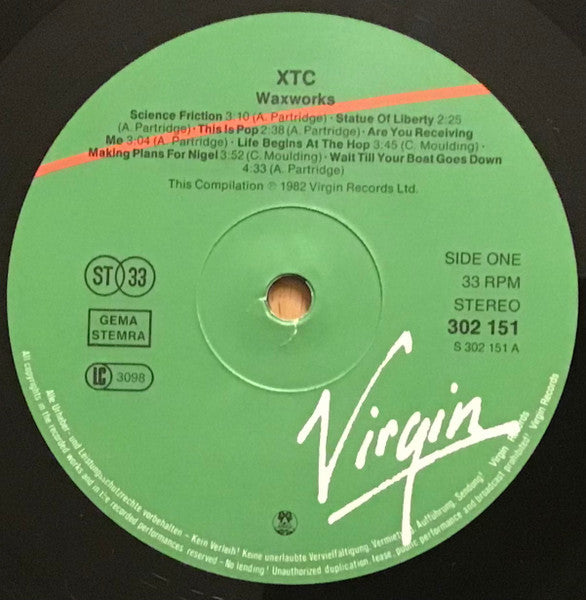 XTC
Waxworks
Science Friction 3:10 (A. Partridge) · Statue Of Liberty 2:25
(A. Partridge) · This Is Pop 2:38 (A. Partridge) · Are You Receiving
Me 3:04 (A. Partridge) · Life Begins At The Hop 3:45 (C. Moulding) ·
Making Plans For Nigel 3:52 (C. Moulding) · Wait Till Your Boat Goes Down
4:33 (A. Partridge)
This Compilation ℗ 1982 Virgin Records Ltd.
ST 33
GEMA
STEMRA
LC 3098
SIDE ONE
33 RPM
STEREO
302 151
S 302 151 A
Virgin
Alle Urheber- und Leistungsschutzrechte vorbehalten – Kein Verleih! Keine unerlaubte Vervielfältigung, Vermietung, Aufführung, Sendung! Virgin Records
All copyrights in the recorded works and in the recorded performances reserved – No lending! Unauthorized duplication, lease, public performance and broadcast prohibited! Virgin Records